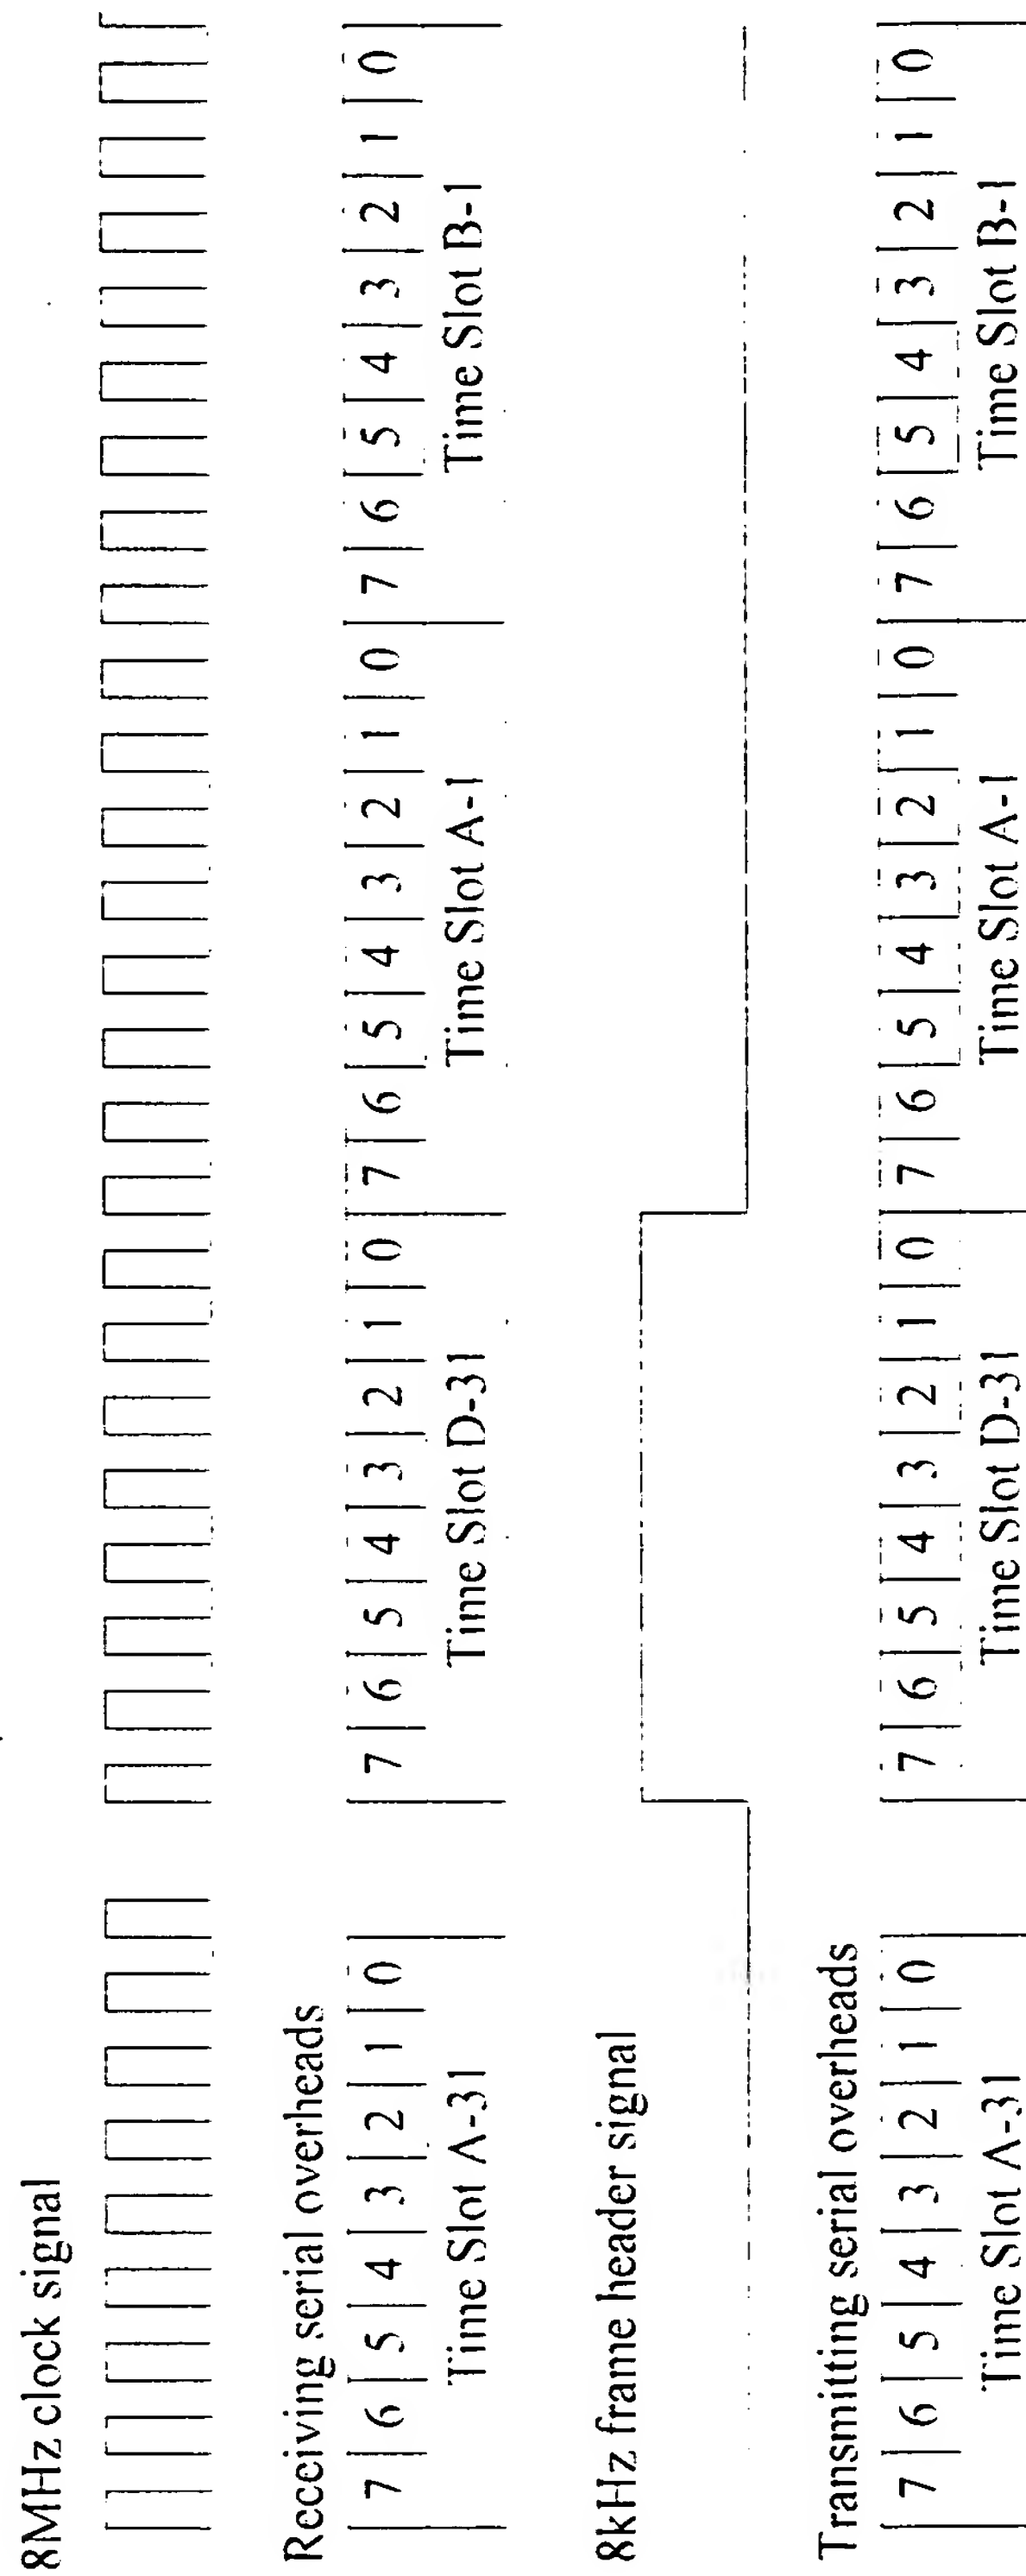 8MHz clock signal
Receiving serial overheads
7 6 5 4 3 2 1 0 7 6 5 4 3 2 1 0 7 6 5 4 3 2 1 0 7 6 5 4 3 2 1 0
Time Slot A-31 Time Slot D-31 Time Slot A-1 Time Slot B-1
8kHz frame header signal
Transmitting serial overheads
7 6 5 4 3 2 1 0 7 6 5 4 3 2 1 0 7 6 5 4 3 2 1 0 7 6 5 4 3 2 1 0
Time Slot A-31 Time Slot D-31 Time Slot A-1 Time Slot B-1